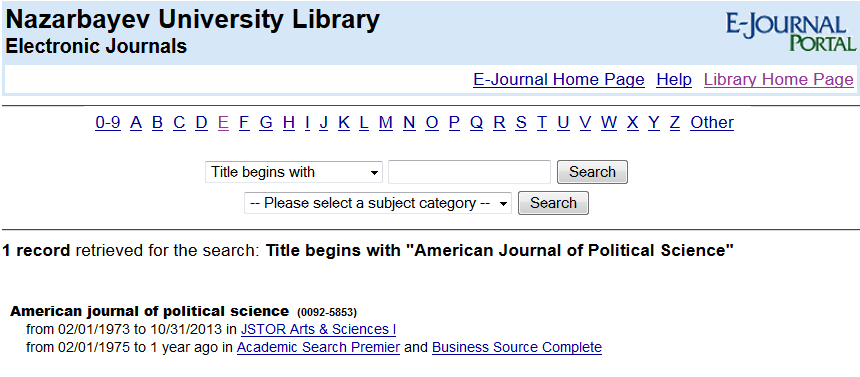 Nazarbayev University Library
Electronic Journals
E-JOURNAL
PORTAL
E-Journal Home Page Help Library Home Page
0-9 A B C D E F G H I J K L M N O P Q R S T U V W X Y Z Other
Title begins with Search
-- Please select a subject category -- Search
1 record retrieved for the search: Title begins with "American Journal of Political Science"
American journal of political science (0092-5853)
from 02/01/1973 to 10/31/2013 in JSTOR Arts & Sciences I
from 02/01/1975 to 1 year ago in Academic Search Premier and Business Source Complete